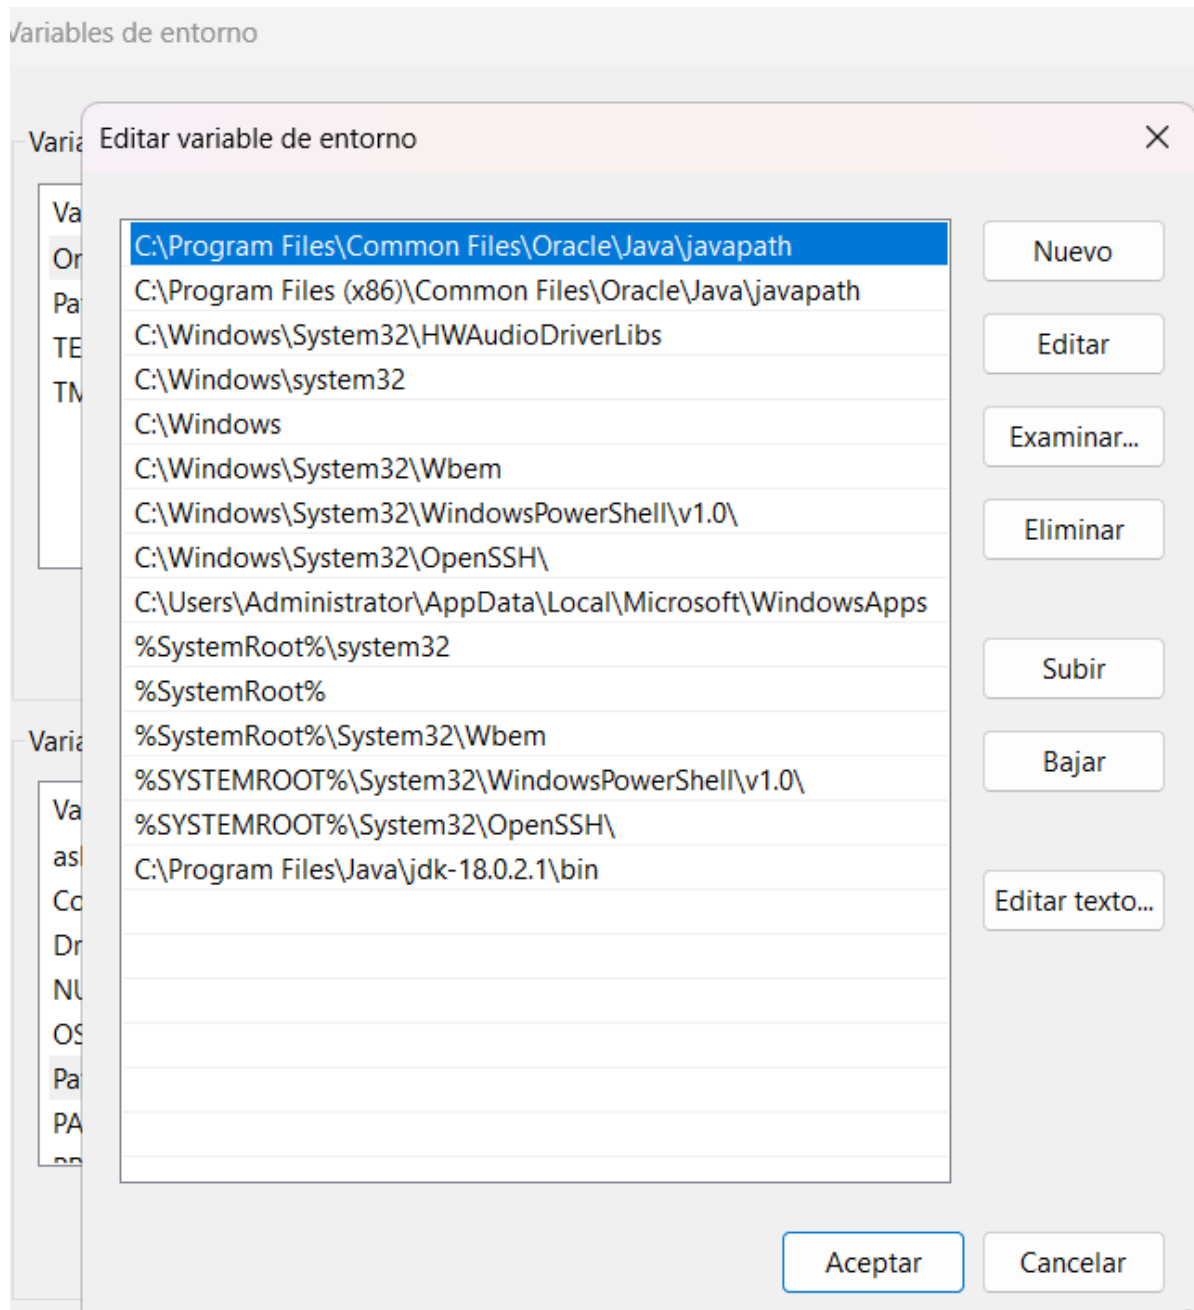 Variables de entorno
Editar variable de entorno
C:\Program Files\Common Files\Oracle\Java\javapath
C:\Program Files (x86)\Common Files\Oracle\Java\javapath
C:\Windows\System32\HWAudioDriverLibs
C:\Windows\system32
C:\Windows
C:\Windows\System32\Wbem
C:\Windows\System32\WindowsPowerShell\v1.0\
C:\Windows\System32\OpenSSH\
C:\Users\Administrator\AppData\Local\Microsoft\WindowsApps
%SystemRoot%\system32
%SystemRoot%
%SystemRoot%\System32\Wbem
%SYSTEMROOT%\System32\WindowsPowerShell\v1.0\
%SYSTEMROOT%\System32\OpenSSH\
C:\Program Files\Java\jdk-18.0.2.1\bin
Nuevo
Editar
Examinar...
Eliminar
Subir
Bajar
Editar texto...
Aceptar
Cancelar